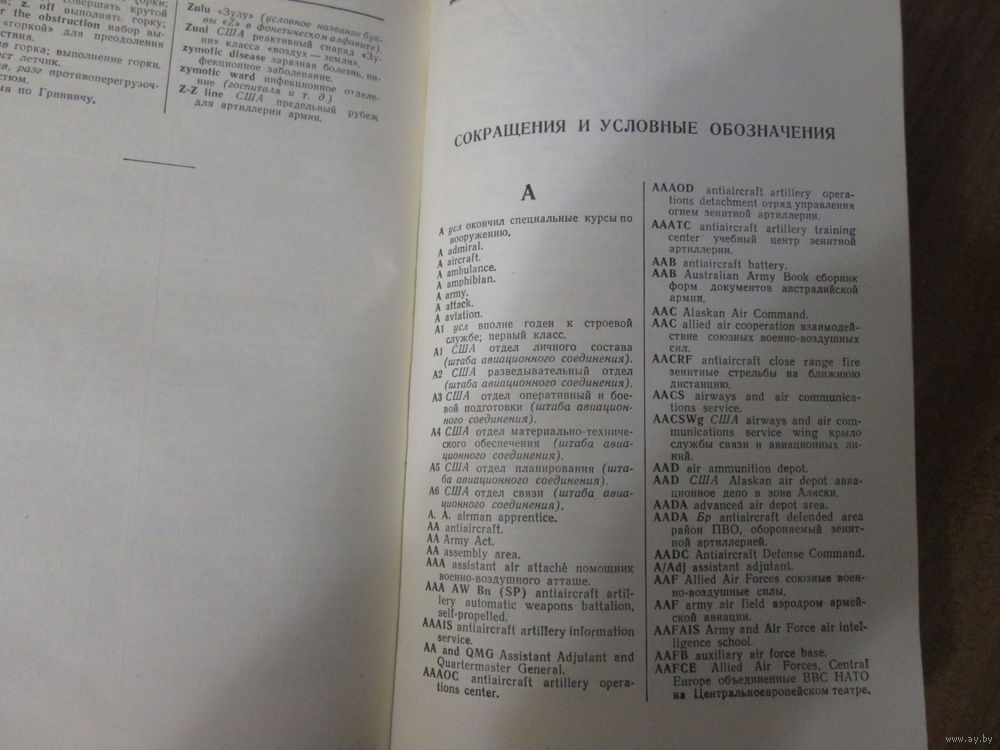 совершать крутой
z. off выполнять горку;
the obstruction набор вы-
«горкой» для преодоления
горка; выполнение горки.
летчик.
разг противоперегрузоч-
по Гринвичу.
Zulu «Зулу» (условное название бук-
вы «Z» в фонетическом алфавите).
Zuni США реактивный снаряд «Зу-
ни» класса «воздух — земля».
zymotic disease заразная болезнь, ин-
фекционное заболевание.
zymotic ward инфекционное отделе-
ние (госпиталя и т. д.)
Z-Z line США предельный рубеж
для артиллерии армии.
СОКРАЩЕНИЯ И УСЛОВНЫЕ ОБОЗНАЧЕНИЯ
A
A усл окончил специальные курсы по
вооружению.
A admiral.
A aircraft.
A ambulance.
A amphibian.
A army.
A attack.
A aviation.
A1 усл вполне годен к строевой
службе; первый класс.
A1 США отдел личного состава
(штаба авиационного соединения).
A2 США разведывательный отдел
(штаба авиационного соединения).
A3 США отдел оперативный и бое-
вой подготовки (штаба авиацион-
ного соединения).
A4 США отдел материально-техниче-
ского обеспечения (штаба авиа-
ционного соединения).
A5 США отдел планирования (шта-
ба авиационного соединения).
A6 США отдел связи (штаба авиа-
ционного соединения).
A. A. airman apprentice.
AA antiaircraft.
AA Army Act.
AA assembly area.
AAA assistant air attaché помощник
военно-воздушного атташе.
AAA AW Bn (SP) antiaircraft artil-
lery automatic weapons battalion,
self-propelled.
AAAIS antiaircraft artillery information
service.
AA and QMG Assistant Adjutant and
Quartermaster General.
AAAOC antiaircraft artillery opera-
tions center.
AAAOD antiaircraft artillery opera-
tions detachment отряд управления
огнем зенитной артиллерии.
AAATC antiaircraft artillery training
center учебный центр зенитной
артиллерии.
AAB antiaircraft battery.
AAB Australian Army Book сборник
форм документов австралийской
армии.
AAC Alaskan Air Command.
AAC allied air cooperation взаимодей-
ствие союзных военно-воздушных
сил.
AACRF antiaircraft close range fire
зенитные стрельбы на ближнюю
дистанцию.
AACS airways and air communica-
tions service.
AACSWg США airways and air com-
munications service wing крыло
службы связи и авиационных ли-
ний.
AAD air ammunition depot.
AAD США Alaskan air depot авиа-
ционное депо в зоне Аляски.
AADA advanced air depot area.
AADA Бр antiaircraft defended area
район ПВО, обороняемый зенит-
ной артиллерией.
AADC Antiaircraft Defense Command.
A/Adj assistant adjutant.
AAF Allied Air Forces союзные воен-
но-воздушные силы.
AAF army air field аэродром армей-
ской авиации.
AAFAIS Army and Air Force air intel-
ligence school.
AAFB auxiliary air force base.
AAFCE Allied Air Forces, Central
Europe объединенные ВВС НАТО
на Центральноевропейском театре.
www.ay.by